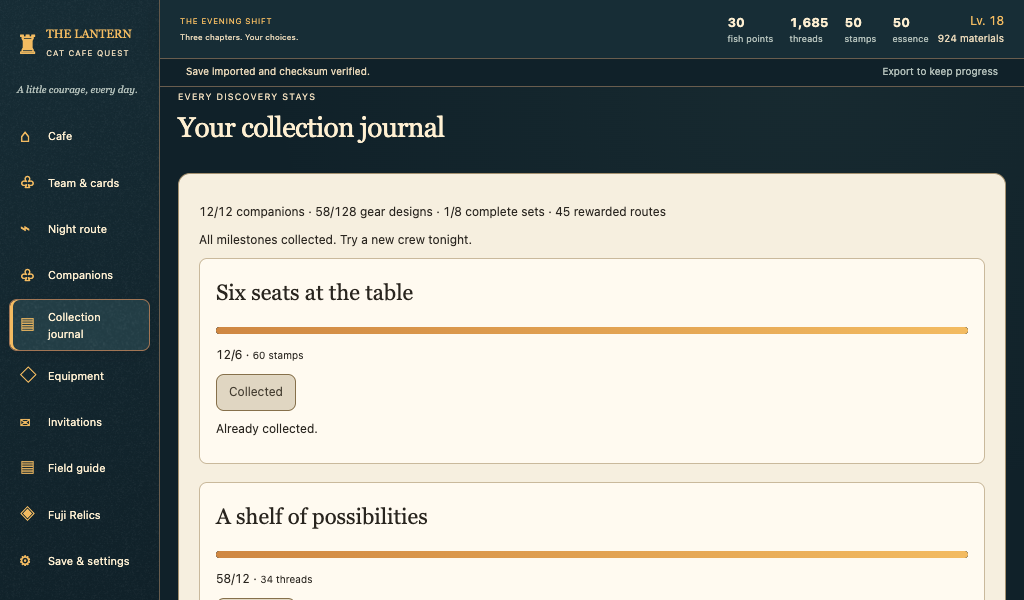 THE LANTERN
CAT CAFE QUEST
A little courage, every day.
Cafe
Team & cards
Night route
Companions
Collection
journal
Equipment
Invitations
Field guide
Fuji Relics
Save & settings
THE EVENING SHIFT
Three chapters. Your choices.
30
fish points
1,685
threads
50
stamps
50
essence
Lv. 18
924 materials
Save imported and checksum verified.
Export to keep progress
EVERY DISCOVERY STAYS
Your collection journal
12/12 companions · 58/128 gear designs · 1/8 complete sets · 45 rewarded routes
All milestones collected. Try a new crew tonight.
Six seats at the table
12/6 · 60 stamps
Collected
Already collected.
A shelf of possibilities
58/12 · 34 threads